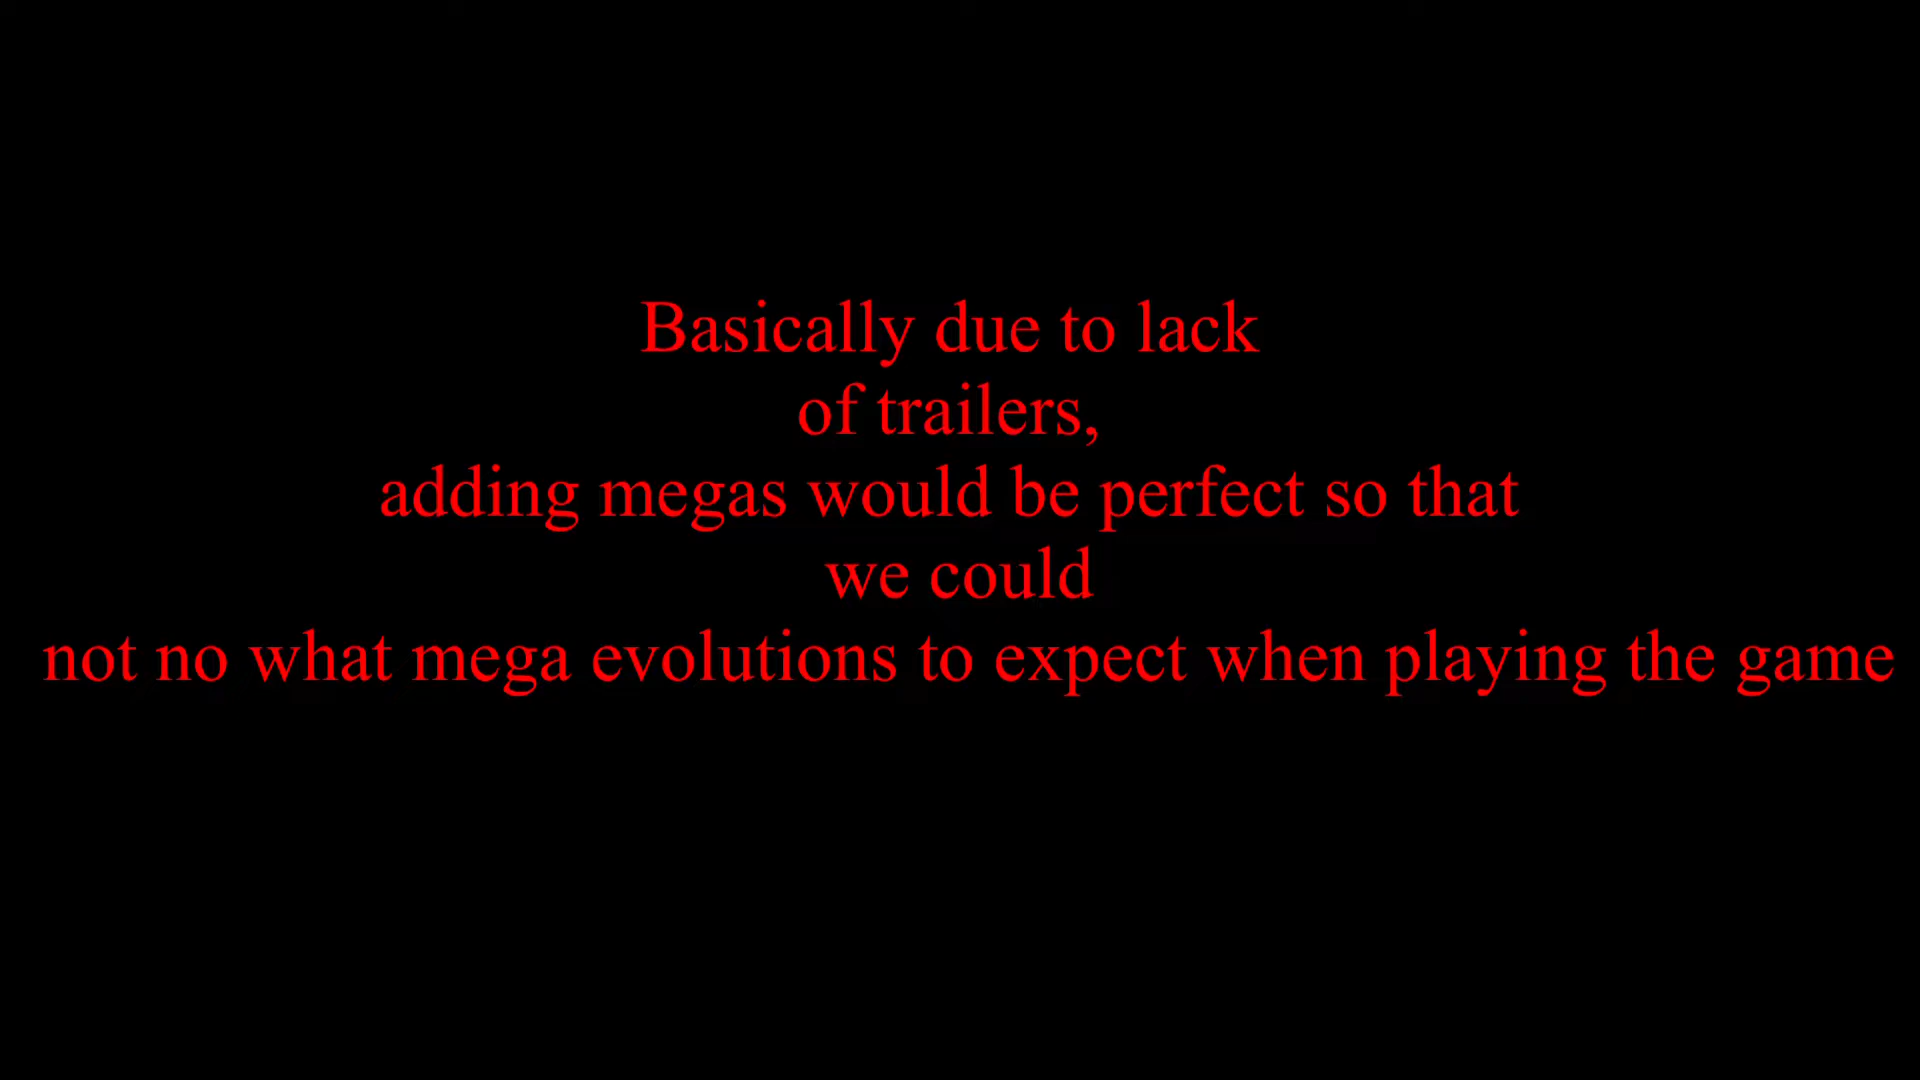 Basically due to lack
of trailers,
adding megas would be perfect so that
we could
not no what mega evolutions to expect when playing the game